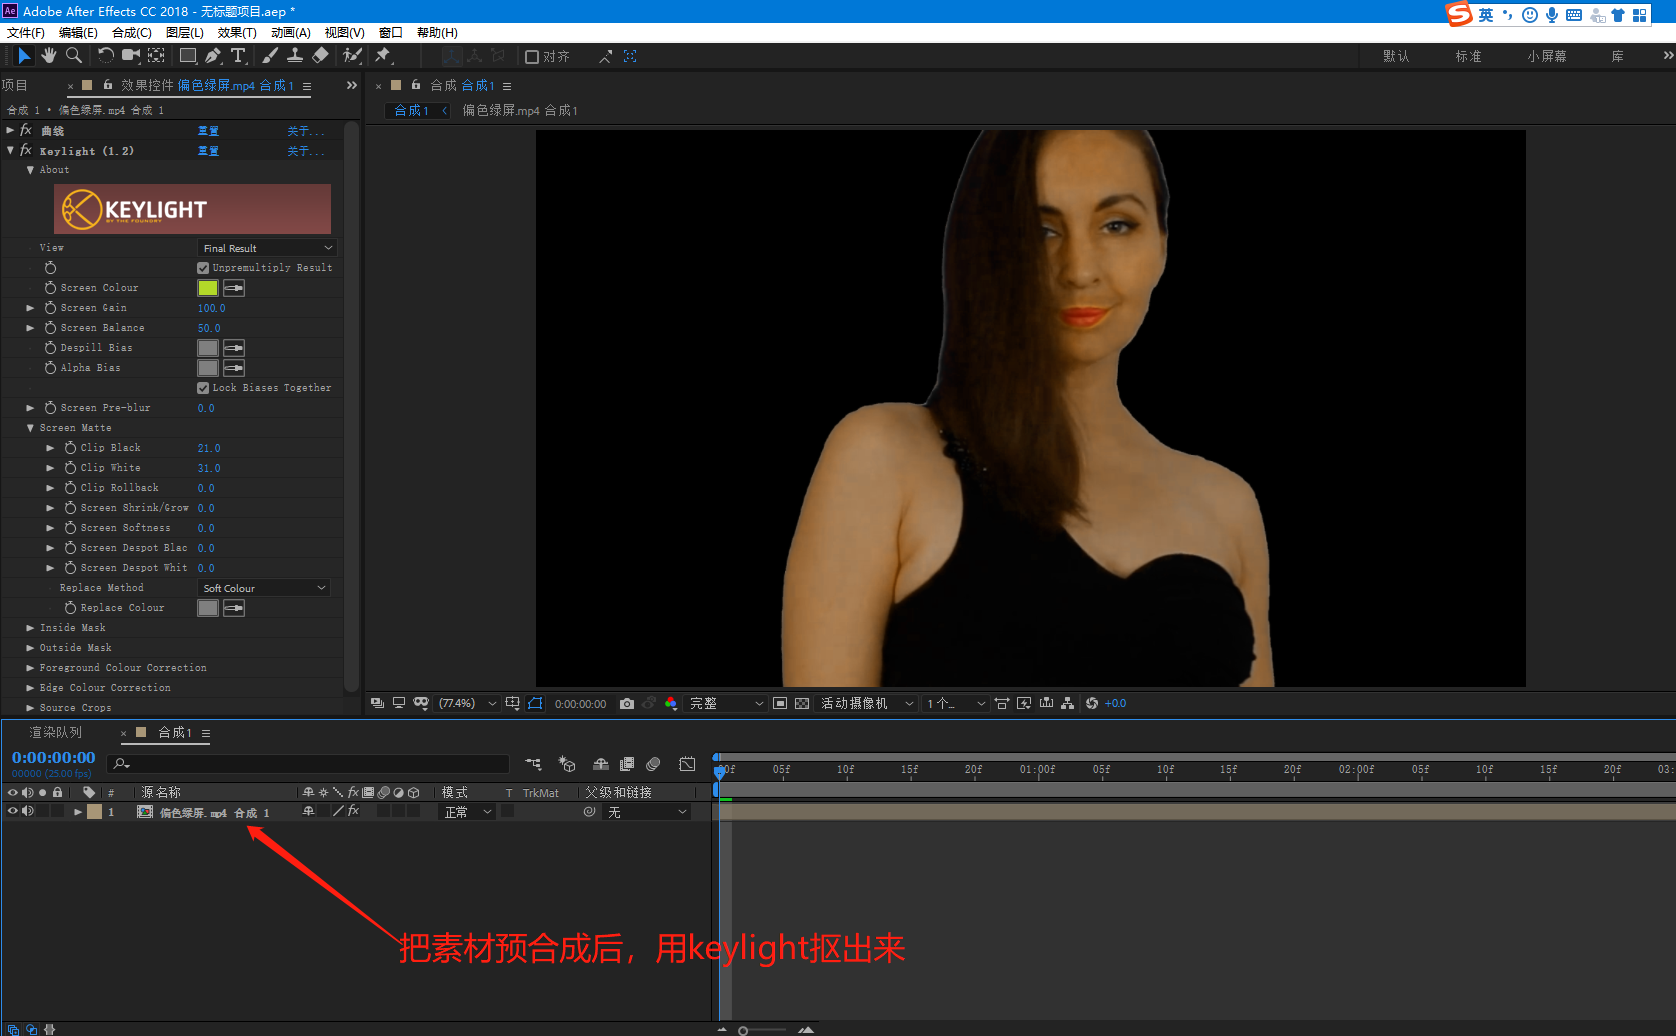 Ae Adobe After Effects CC 2018 - 无标题项目.aep *
英
文件(F) 编辑(E) 合成(C) 图层(L) 效果(T) 动画(A) 视图(V) 窗口 帮助(H)
对齐 默认 标准 小屏幕 库 »
项目 × 效果控件 偏色绿屏.mp4 合成 1 ≡ »
× 合成 合成1 ≡
合成 1 • 偏色绿屏.mp4 合成 1
合成1 ‹ 偏色绿屏.mp4 合成1
fx 曲线 重置 关于...
fx Keylight (1.2) 重置 关于...
About
KEYLIGHT
BY THE FOUNDRY
View Final Result
Unpremultiply Result
Screen Colour
Screen Gain 100.0
Screen Balance 50.0
Despill Bias
Alpha Bias
Lock Biases Together
Screen Pre-blur 0.0
Screen Matte
Clip Black 21.0
Clip White 31.0
Clip Rollback 0.0
Screen Shrink/Grow 0.0
Screen Softness 0.0
Screen Despot Blac 0.0
Screen Despot Whit 0.0
Replace Method Soft Colour
Replace Colour
Inside Mask
Outside Mask
Foreground Colour Correction
Edge Colour Correction
Source Crops
(77.4%) 0:00:00:00 完整 活动摄像机 1个... +0.0
渲染队列 × 合成1 ≡
0:00:00:00
00000 (25.00 fps)
00f 05f 10f 15f 20f 01:00f 05f 10f 15f 20f 02:00f 05f 10f 15f 20f 03:
# 源名称 fx 模式 T TrkMat 父级和链接
1 偏色绿屏.mp4 合成 1 fx 正常 无
把素材预合成后，用keylight抠出来